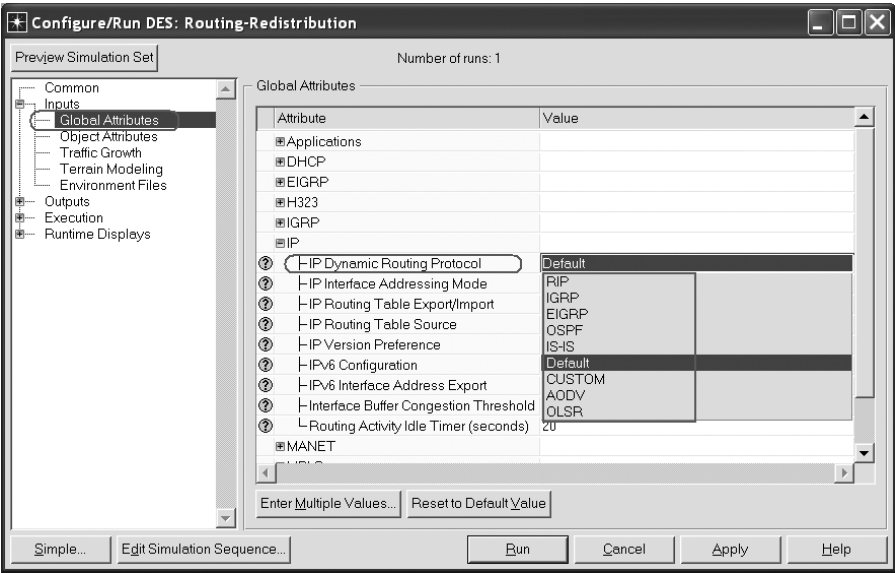 Configure/Run DES: Routing-Redistribution
Preview Simulation Set
Number of runs: 1
Common
Inputs
Global Attributes
Object Attributes
Traffic Growth
Terrain Modeling
Environment Files
Outputs
Execution
Runtime Displays
Global Attributes
Attribute Value
Applications
DHCP
EIGRP
H323
IGRP
IP
IP Dynamic Routing Protocol Default
IP Interface Addressing Mode
IP Routing Table Export/Import
IP Routing Table Source
IP Version Preference
IPv6 Configuration
IPv6 Interface Address Export
Interface Buffer Congestion Threshold
Routing Activity Idle Timer (seconds) 20
MANET
RIP
IGRP
EIGRP
OSPF
IS-IS
Default
CUSTOM
AODV
OLSR
Enter Multiple Values... Reset to Default Value
Simple... Edit Simulation Sequence... Run Cancel Apply Help